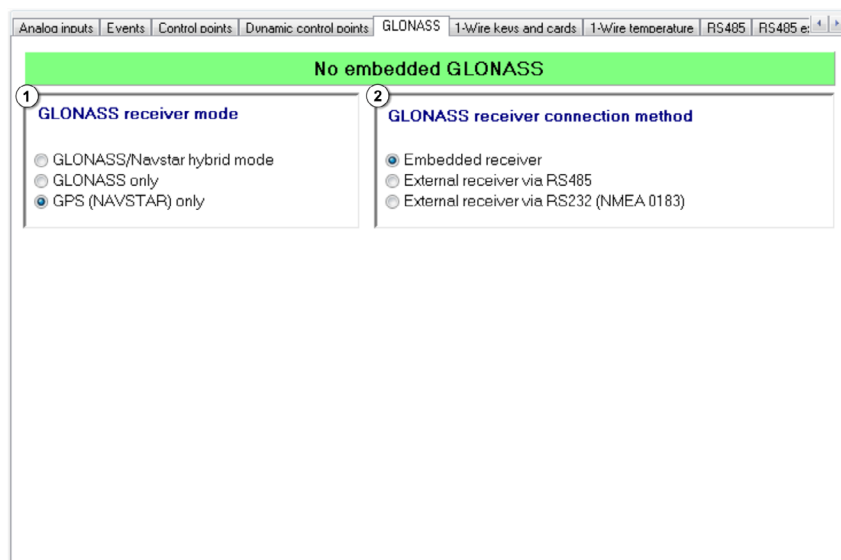 Analog inputs Events Control points Dynamic control points GLONASS 1-Wire keys and cards 1-Wire temperature RS485 RS485 e
No embedded GLONASS
1 2
GLONASS receiver mode
GLONASS/Navstar hybrid mode
GLONASS only
GPS (NAVSTAR) only
GLONASS receiver connection method
Embedded receiver
External receiver via RS485
External receiver via RS232 (NMEA 0183)